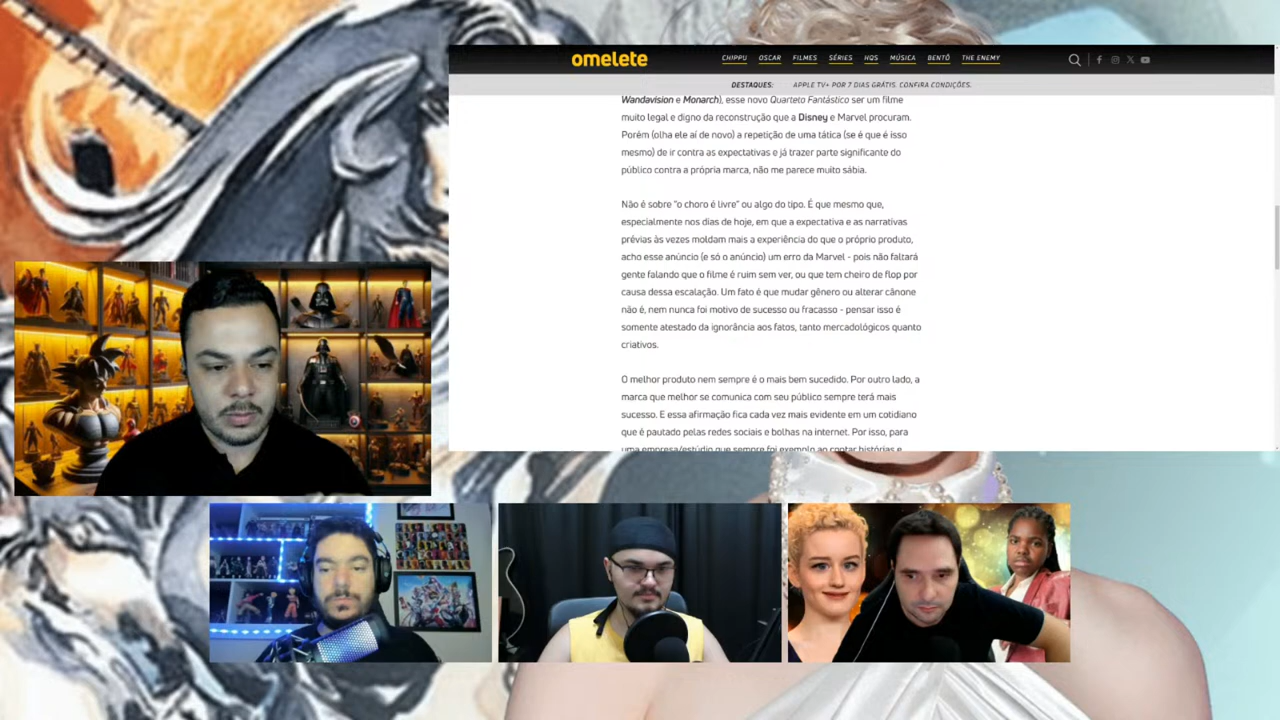 omelete
CHIPPU OSCAR FILMES SÉRIES HQS MÚSICA BENTÔ THE ENEMY
DESTAQUES: APPLE TV+ POR 7 DIAS GRÁTIS. CONFIRA CONDIÇÕES.
Wandavision e Monarch), esse novo Quarteto Fantástico ser um filme
muito legal e digno da reconstrução que a Disney e Marvel procuram.
Porém (olha ele aí de novo) a repetição de uma tática (se é que é isso
mesmo) de ir contra as expectativas e já trazer parte significante do
público contra a própria marca, não me parece muito sábia.
Não é sobre "o choro é livre" ou algo do tipo. É que mesmo que,
especialmente nos dias de hoje, em que a expectativa e as narrativas
prévias às vezes moldam mais a experiência do que o próprio produto,
acho esse anúncio (e só o anúncio) um erro da Marvel - pois não faltará
gente falando que o filme é ruim sem ver, ou que tem cheiro de flop por
causa dessa escalação. Um fato é que mudar gênero ou alterar cânone
não é, nem nunca foi motivo de sucesso ou fracasso - pensar isso é
somente atestado da ignorância aos fatos, tanto mercadológicos quanto
criativos.
O melhor produto nem sempre é o mais bem sucedido. Por outro lado, a
marca que melhor se comunica com seu público sempre terá mais
sucesso. E essa afirmação fica cada vez mais evidente em um cotidiano
que é pautado pelas redes sociais e bolhas na internet. Por isso, para
uma empresa/estúdio que sempre foi exemplo ao contar histórias e